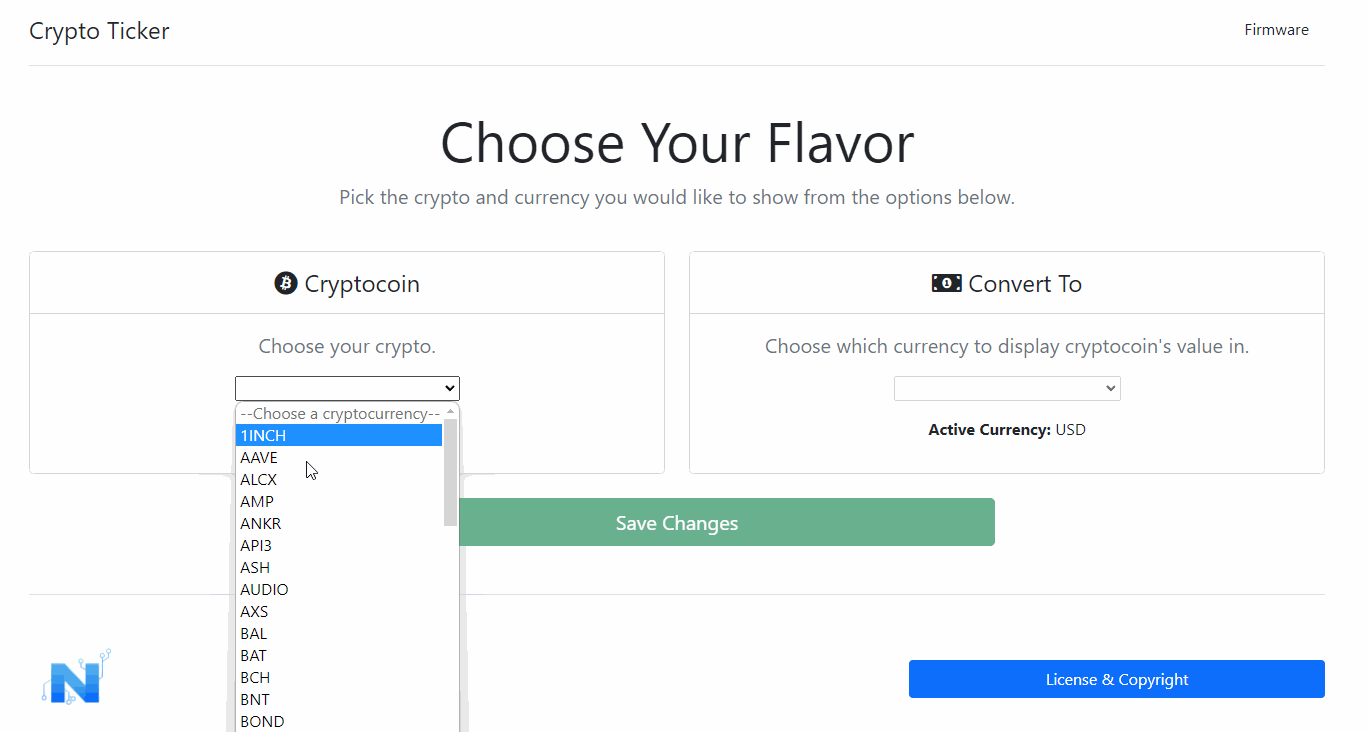 Crypto Ticker
Firmware
Choose Your Flavor
Pick the crypto and currency you would like to show from the options below.
Cryptocoin
Choose your crypto.
--Choose a cryptocurrency--
1INCH
AAVE
ALCX
AMP
ANKR
API3
ASH
AUDIO
AXS
BAL
BAT
BCH
BNT
BOND
Convert To
Choose which currency to display cryptocoin's value in.
Active Currency: USD
Save Changes
N
License & Copyright